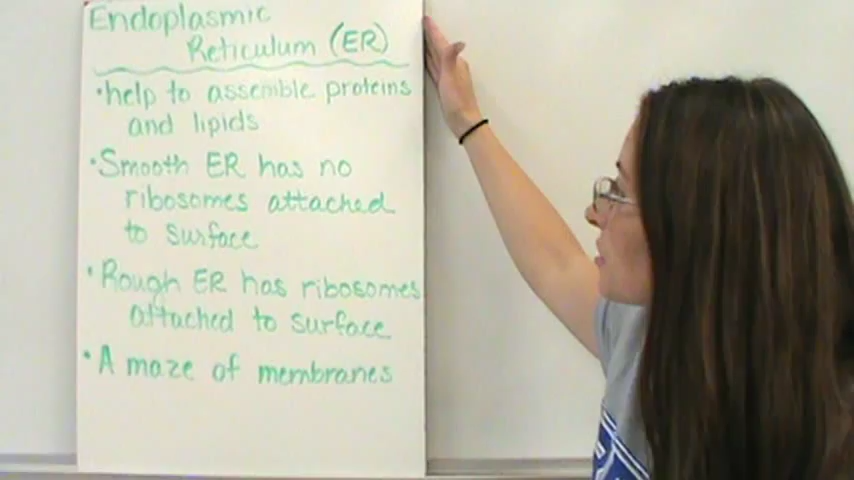 Endoplasmic
Reticulum (ER)
• help to assemble proteins
and lipids
• Smooth ER has no
ribosomes attached
to surface
• Rough ER has ribosomes
attached to surface
• A maze of membranes